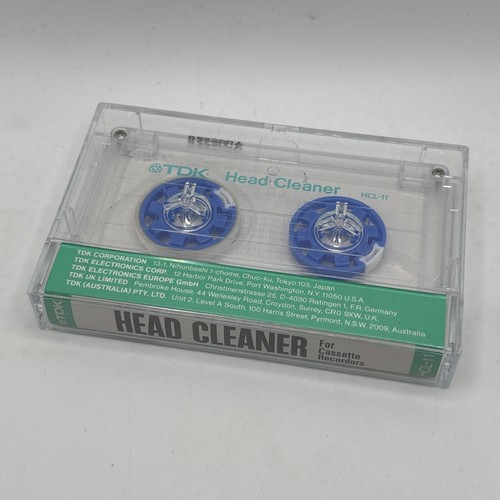 TDK Head Cleaner HCL-11
TDK CORPORATION 13-1, Nihonbashi 1-chome, Chuo-ku, Tokyo 103, Japan
TDK ELECTRONICS CORP. 12 Harbor Park Drive, Port Washington, N.Y. 11050 U.S.A.
TDK ELECTRONICS EUROPE GmbH Christinenstrasse 25, D-4030 Ratingen 1, F.R. Germany
TDK UK LIMITED Pembroke House, 44 Wellesley Road, Croydon, Surrey, CR0 9XW, U.K.
TDK (AUSTRALIA) PTY. LTD. Unit 2, Level A South, 100 Harris Street, Pyrmont, N.S.W. 2009, Australia
TDK HEAD CLEANER For
Cassette
Recorders
HCL-11